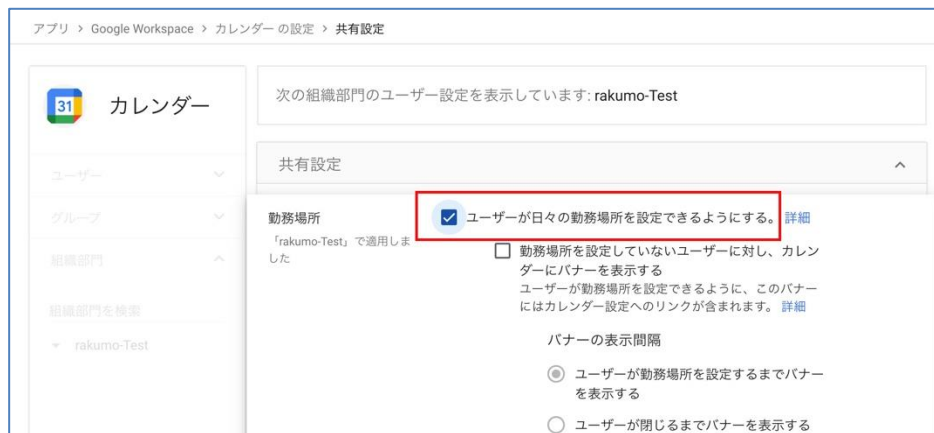 アプリ > Google Workspace > カレンダー の設定 > 共有設定
31 カレンダー
次の組織部門のユーザー設定を表示しています: rakumo-Test
ユーザー
グループ
組織部門
組織部門を検索
rakumo-Test
共有設定
勤務場所
「rakumo-Test」で適用しま
した
ユーザーが日々の勤務場所を設定できるようにする。 詳細
勤務場所を設定していないユーザーに対し、カレン
ダーにバナーを表示する
ユーザーが勤務場所を設定できるように、このバナー
にはカレンダー設定へのリンクが含まれます。 詳細
バナーの表示間隔
ユーザーが勤務場所を設定するまでバナー
を表示する
ユーザーが閉じるまでバナーを表示する